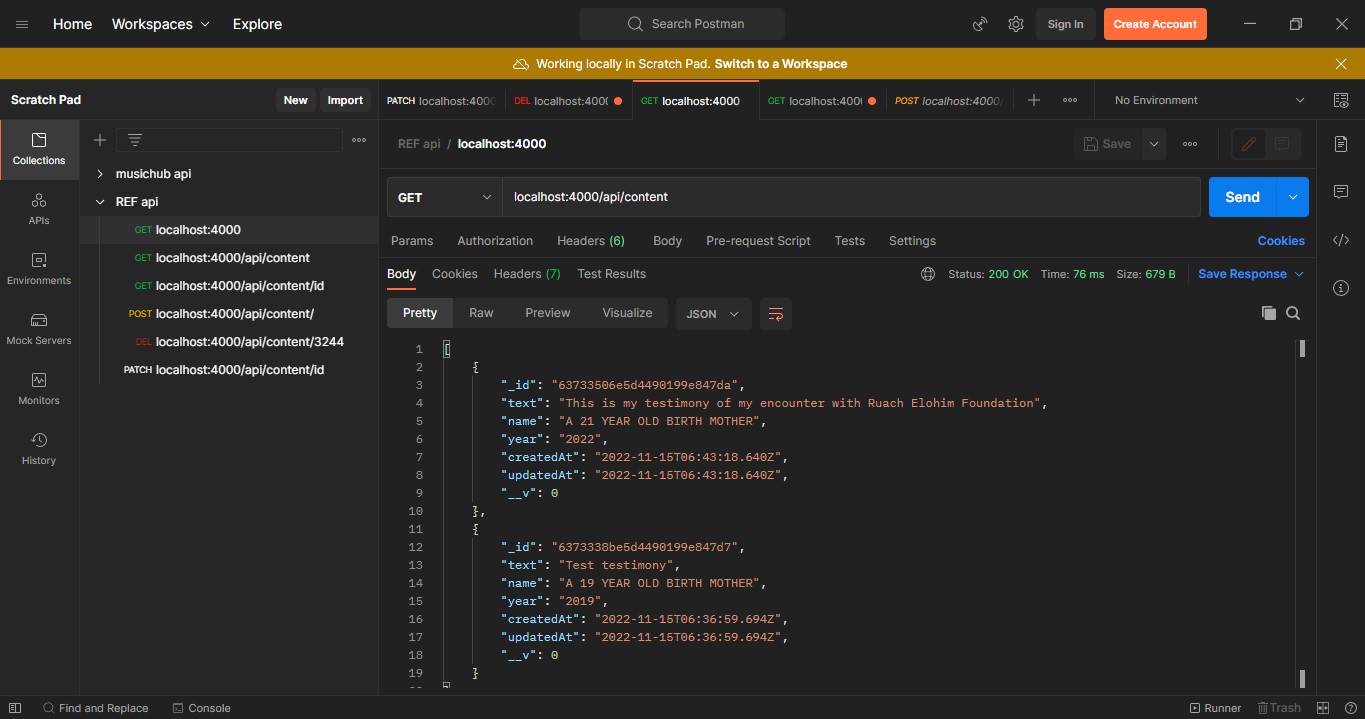 Home Workspaces Explore Search Postman Sign In Create Account
Working locally in Scratch Pad. Switch to a Workspace
Scratch Pad New Import PATCH localhost:4000 DEL localhost:4000 GET localhost:4000 GET localhost:4000 POST localhost:4000/ No Environment
Collections
APIs
Environments
Mock Servers
Monitors
History
musichub api
REF api
GET localhost:4000
GET localhost:4000/api/content
GET localhost:4000/api/content/id
POST localhost:4000/api/content/
DEL localhost:4000/api/content/3244
PATCH localhost:4000/api/content/id
REF api / localhost:4000 Save
GET localhost:4000/api/content Send
Params Authorization Headers (6) Body Pre-request Script Tests Settings Cookies
Body Cookies Headers (7) Test Results Status: 200 OK Time: 76 ms Size: 679 B Save Response
Pretty Raw Preview Visualize JSON
1 [
2 {
3 "_id": "63733506e5d4490199e847da",
4 "text": "This is my testimony of my encounter with Ruach Elohim Foundation",
5 "name": "A 21 YEAR OLD BIRTH MOTHER",
6 "year": "2022",
7 "createdAt": "2022-11-15T06:43:18.640Z",
8 "updatedAt": "2022-11-15T06:43:18.640Z",
9 "__v": 0
10 },
11 {
12 "_id": "6373338be5d4490199e847d7",
13 "text": "Test testimony",
14 "name": "A 19 YEAR OLD BIRTH MOTHER",
15 "year": "2019",
16 "createdAt": "2022-11-15T06:36:59.694Z",
17 "updatedAt": "2022-11-15T06:36:59.694Z",
18 "__v": 0
19 }
Find and Replace Console Runner Trash